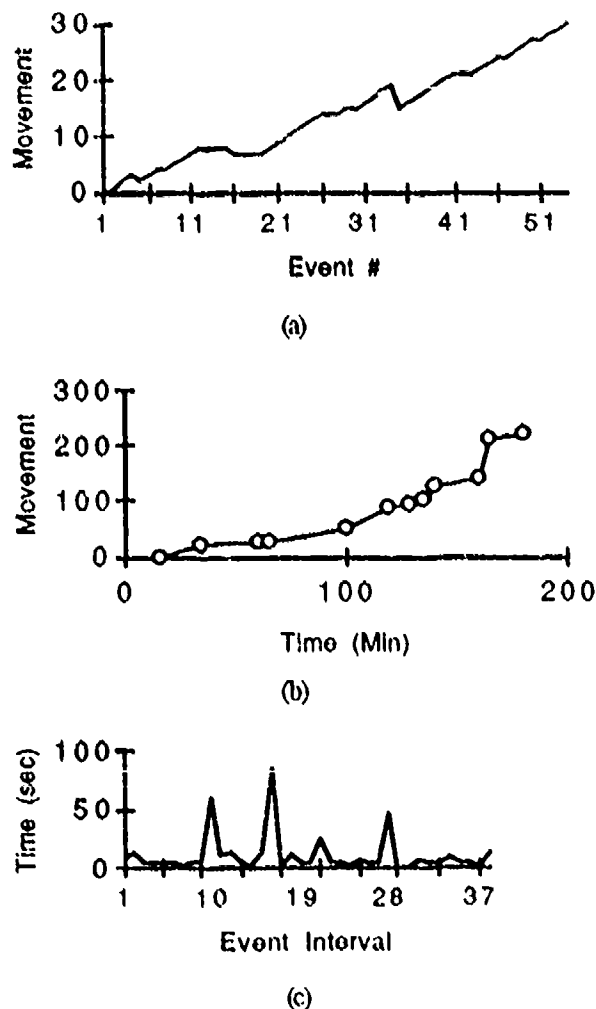 30
20
10
0
Movement
1 11 21 31 41 51
Event #
(a)
300
200
100
0
Movement
0 100 200
Time (Min)
(b)
100
50
0
Time (sec)
1 10 19 28 37
Event Interval
(c)